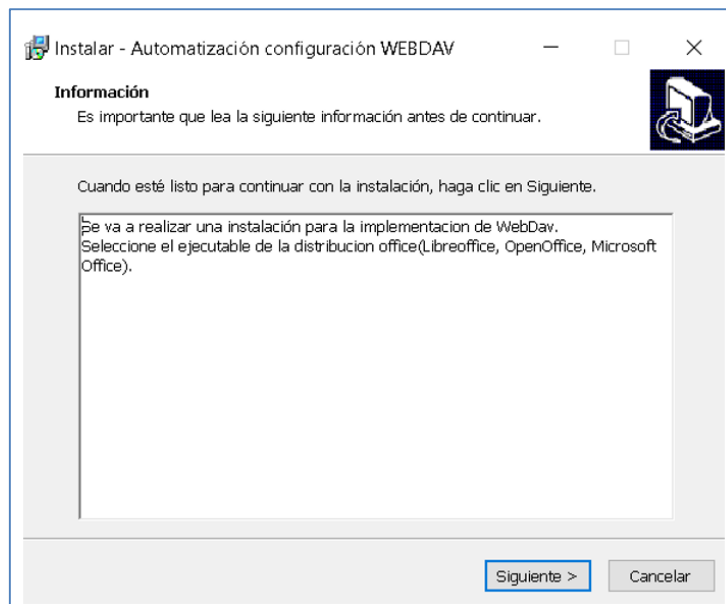 Instalar - Automatización configuración WEBDAV
Información
Es importante que lea la siguiente información antes de continuar.
Cuando esté listo para continuar con la instalación, haga clic en Siguiente.
Se va a realizar una instalación para la implementacion de WebDav.
Seleccione el ejecutable de la distribucion office(Libreoffice, OpenOffice, Microsoft
Office).
Siguiente >
Cancelar